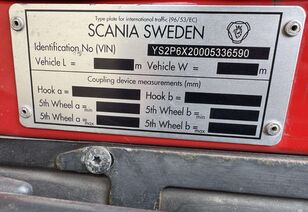 Type plate for international traffic (96/53/EC)
SCANIA SWEDEN
Identification No (VIN) YS2P6X20005336590
Vehicle L = m Vehicle W = m
Coupling device measurements (mm)
Hook a = Hook b =
5th Wheel a = min 5th Wheel b = min
5th Wheel a = max 5th Wheel b = max